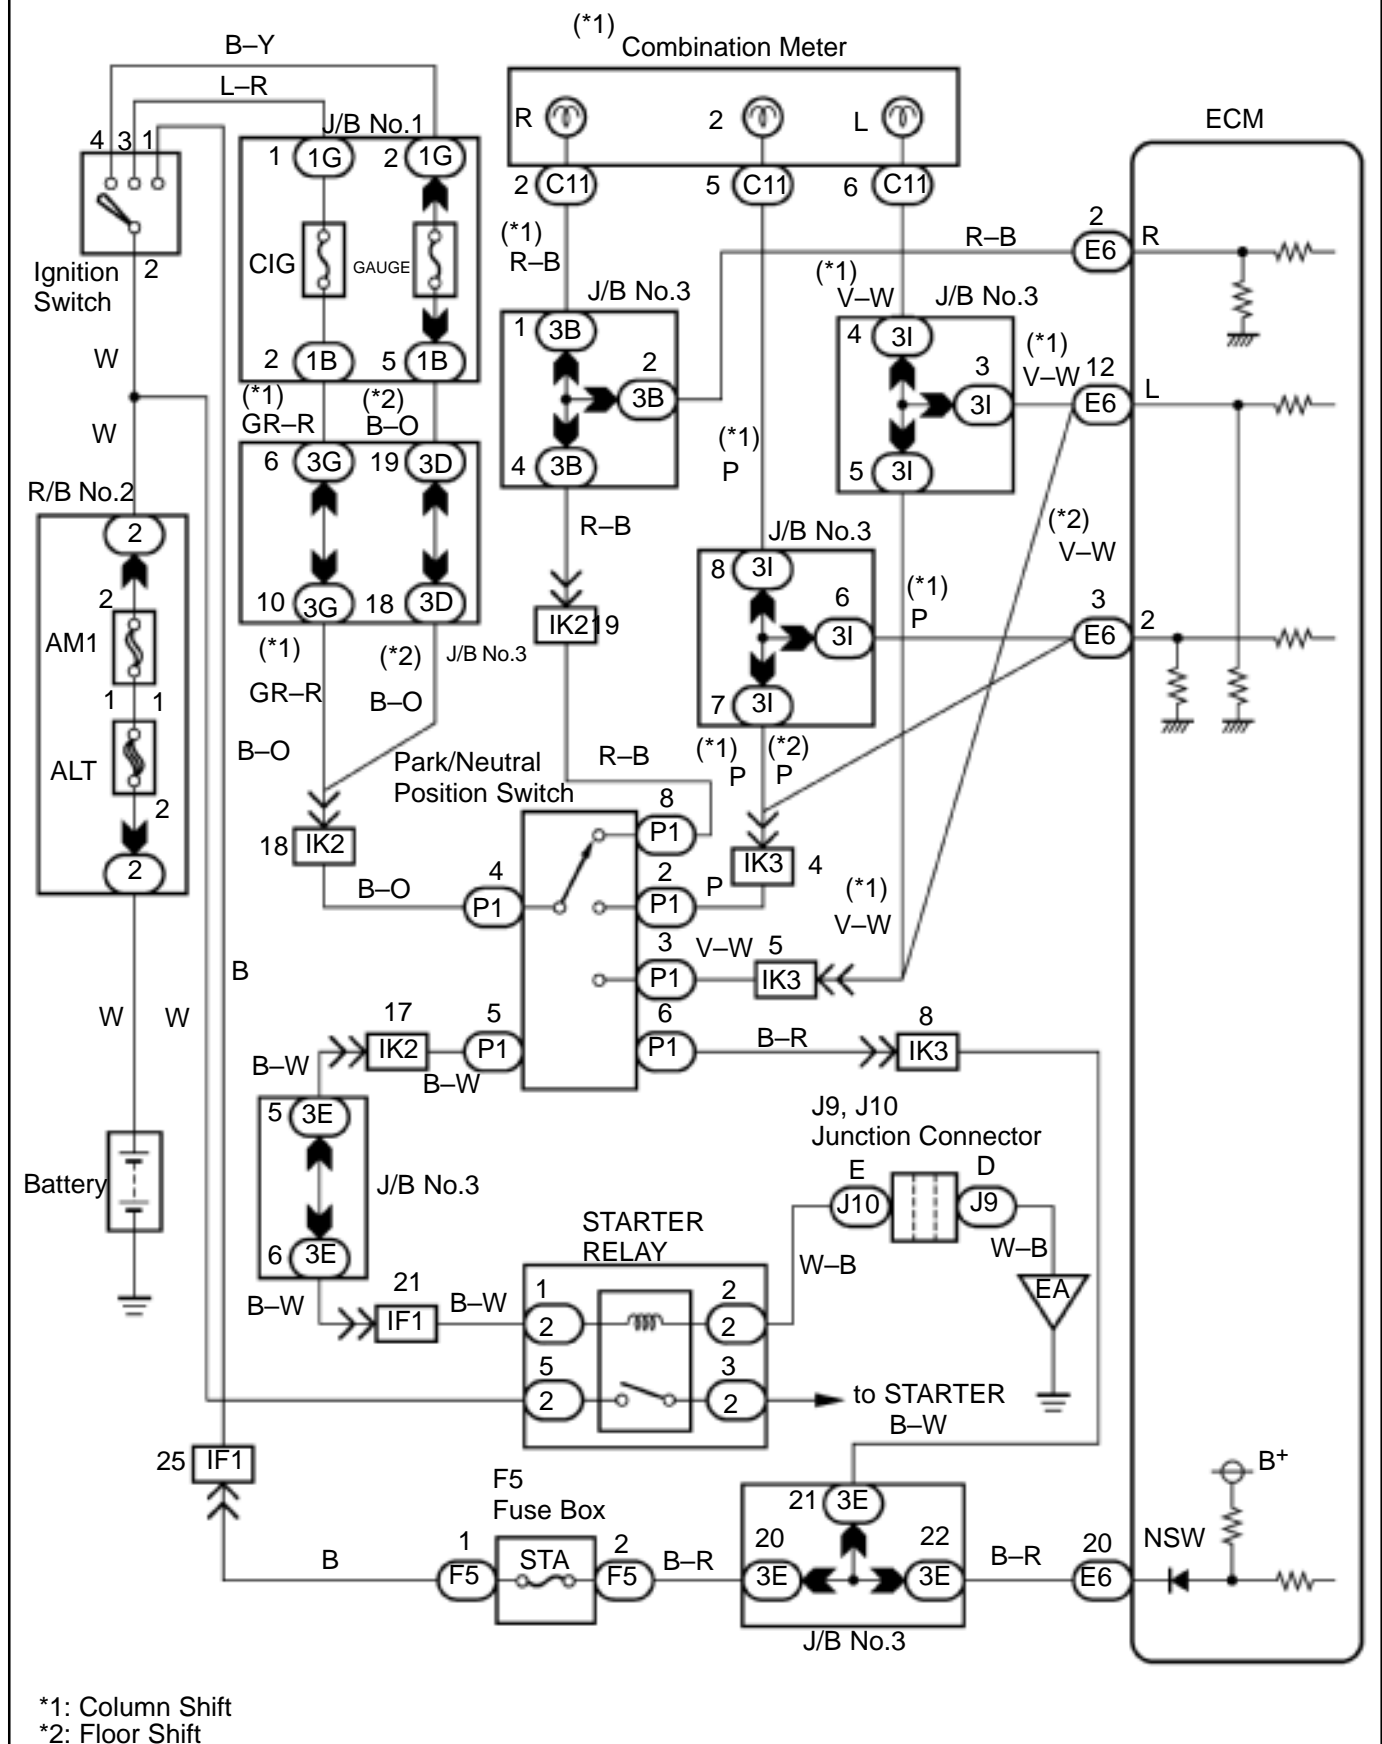 B–Y
(*1)
Combination Meter
L–R
J/B No.1
R
2
L
ECM
4 3 1
1 1G
2 1G
2 C11
5 C11
6 C11
2
E6
R
R–B
(*1)
R–B
(*1)
V–W
Ignition
Switch
2
CIG
GAUGE
J/B No.3
J/B No.3
1 3B
4 3I
2
3B
3
3I
(*1)
V–W
12
E6
L
W
2 1B
5 1B
(*1)
GR–R
(*2)
B–O
W
4 3B
5 3I
(*1)
P
6 3G
19 3D
R/B No.2
2
R–B
J/B No.3
(*2)
V–W
8 3I
2
AM1
1 1
10 3G
18 3D
IK2 19
6
3I
(*1)
P
3
E6
2
(*1)
GR–R
(*2)
B–O
J/B No.3
7 3I
ALT
2
2
B–O
Park/Neutral
Position Switch
R–B
(*1)
P
(*2)
P
8
P1
18 IK2
IK3 4
B–O
4
P1
2
P1
P
(*1)
V–W
3
P1
V–W
5
IK3
B
W
W
17
IK2
5
P1
6
P1
B–R
8
IK3
B–W
B–W
5 3E
J9, J10
Junction Connector
Battery
J/B No.3
E
J10
D
J9
6 3E
STARTER
RELAY
W–B
W–B
EA
B–W
21
IF1
B–W
1
2
2
2
5
2
3
2
to STARTER
B–W
25 IF1
B+
F5
Fuse Box
21 3E
B
1
F5
STA
2
F5
B–R
20
3E
22
3E
B–R
20
E6
NSW
J/B No.3
*1: Column Shift
*2: Floor Shift